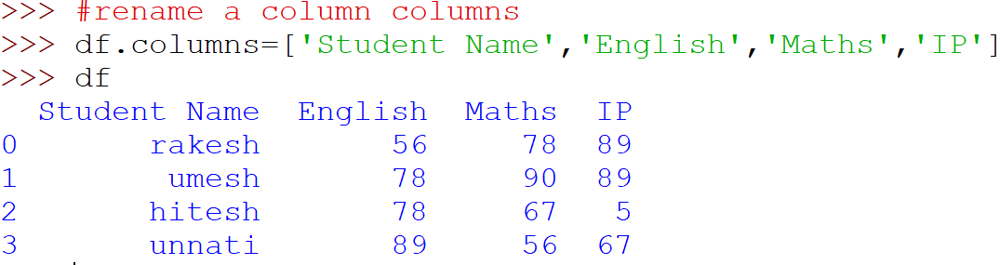 >>> #rename a column columns
>>> df.columns=['Student Name','English','Maths','IP']
>>> df
  Student Name  English  Maths  IP
0       rakesh       56     78  89
1        umesh       78     90  89
2       hitesh       78     67   5
3       unnati       89     56  67